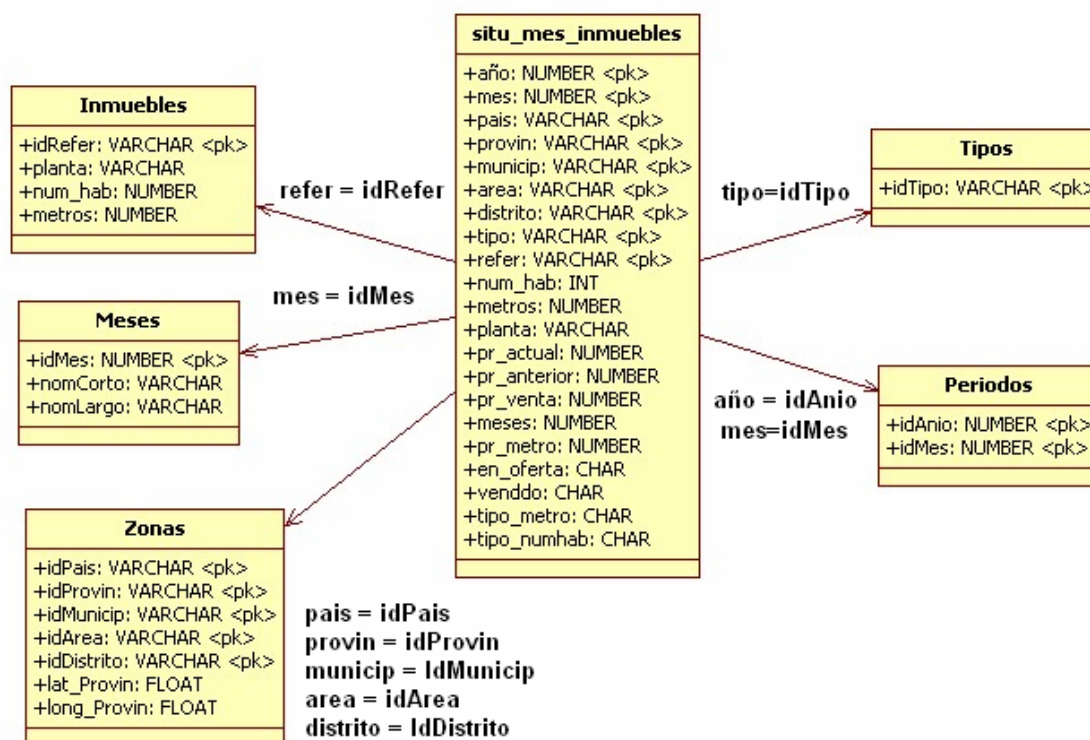 situ_mes_inmuebles
+año: NUMBER <pk>
+mes: NUMBER <pk>
+pais: VARCHAR <pk>
+provin: VARCHAR <pk>
+municip: VARCHAR <pk>
+area: VARCHAR <pk>
+distrito: VARCHAR <pk>
+tipo: VARCHAR <pk>
+refer: VARCHAR <pk>
+num_hab: INT
+metros: NUMBER
+planta: VARCHAR
+pr_actual: NUMBER
+pr_anterior: NUMBER
+pr_venta: NUMBER
+meses: NUMBER
+pr_metro: NUMBER
+en_oferta: CHAR
+venddo: CHAR
+tipo_metro: CHAR
+tipo_numhab: CHAR
Inmuebles
+idRefer: VARCHAR <pk>
+planta: VARCHAR
+num_hab: NUMBER
+metros: NUMBER
refer = idRefer
Meses
+idMes: NUMBER <pk>
+nomCorto: VARCHAR
+nomLargo: VARCHAR
mes = idMes
Zonas
+idPais: VARCHAR <pk>
+idProvin: VARCHAR <pk>
+idMunicip: VARCHAR <pk>
+idArea: VARCHAR <pk>
+idDistrito: VARCHAR <pk>
+lat_Provin: FLOAT
+long_Provin: FLOAT
pais = idPais
provin = idProvin
municip = IdMunicip
area = idArea
distrito = IdDistrito
Tipos
+idTipo: VARCHAR <pk>
tipo=idTipo
Periodos
+idAnio: NUMBER <pk>
+idMes: NUMBER <pk>
año = idAnio
mes=idMes